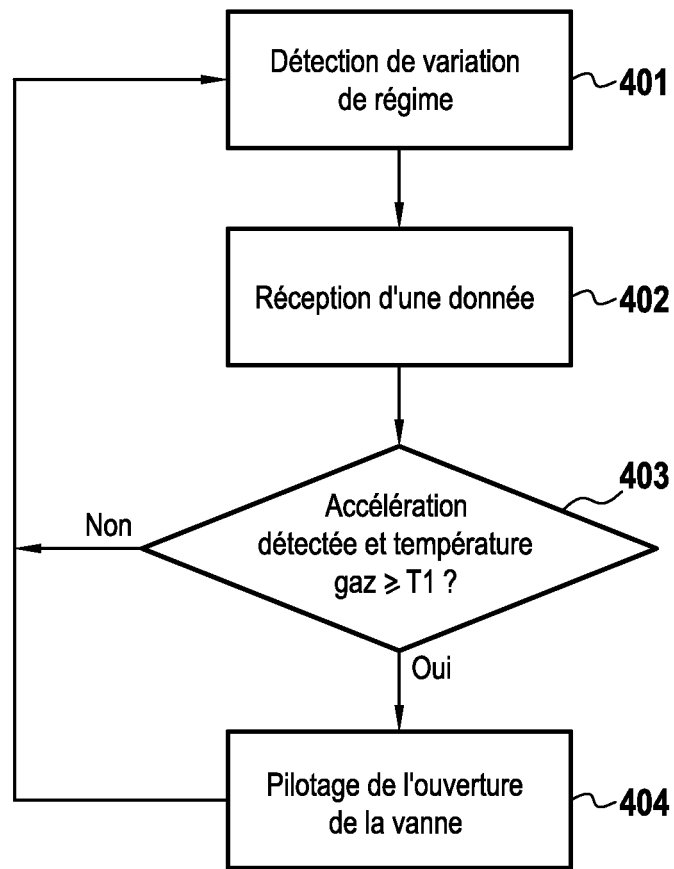 Détection de variation
de régime
401
Réception d'une donnée
402
403
Accélération
détectée et température
gaz ⩾ T1 ?
Non
Oui
Pilotage de l'ouverture
de la vanne
404